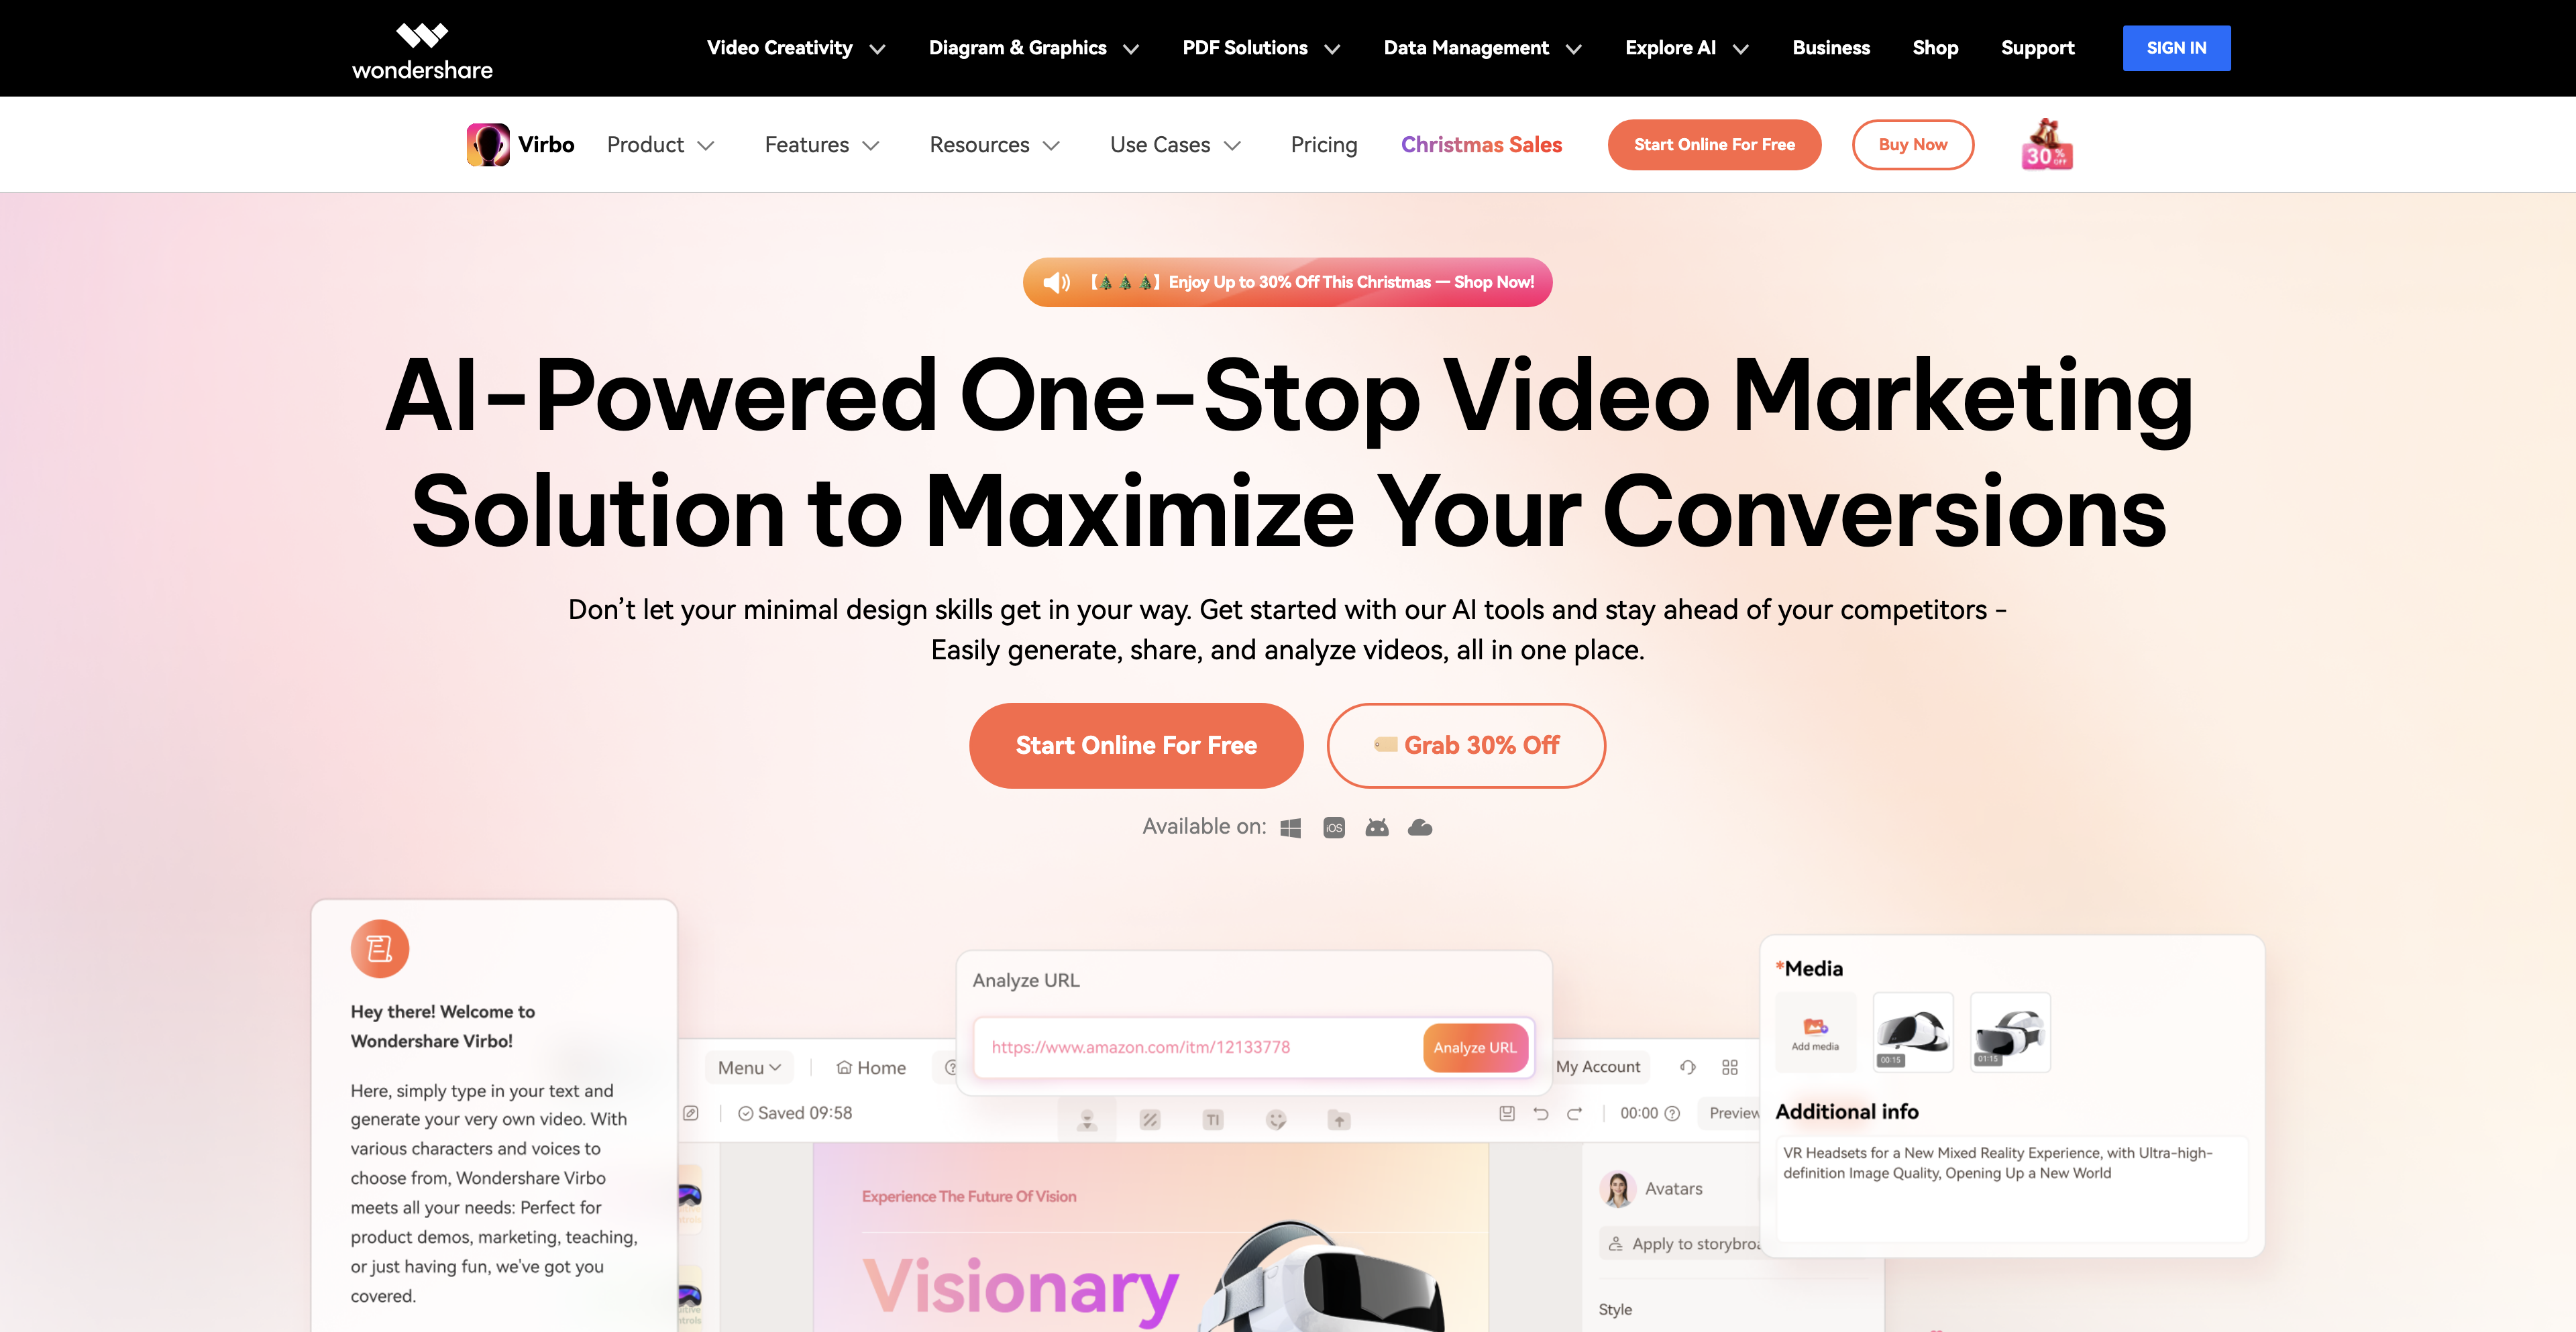 wondershare
Video Creativity
Diagram & Graphics
PDF Solutions
Data Management
Explore AI
Business
Shop
Support
SIGN IN
Virbo
Product
Features
Resources
Use Cases
Pricing
Christmas Sales
Start Online For Free
Buy Now
30% OFF
【🎄🎄🎄】Enjoy Up to 30% Off This Christmas — Shop Now!
AI-Powered One-Stop Video Marketing
Solution to Maximize Your Conversions
Don’t let your minimal design skills get in your way. Get started with our AI tools and stay ahead of your competitors -
Easily generate, share, and analyze videos, all in one place.
Start Online For Free
Grab 30% Off
Available on:
iOS
Hey there! Welcome to
Wondershare Virbo!
Here, simply type in your text and
generate your very own video. With
various characters and voices to
choose from, Wondershare Virbo
meets all your needs: Perfect for
product demos, marketing, teaching,
or just having fun, we've got you
covered.
Analyze URL
https://www.amazon.com/itm/12133778
Analyze URL
Menu
Home
My Account
Saved 09:58
TI
00:00
Preview
Experience The Future Of Vision
Visionary
Avatars
Apply to storybroa
Style
*Media
Add media
00:15
01:15
Additional info
VR Headsets for a New Mixed Reality Experience, with Ultra-high-
definition Image Quality, Opening Up a New World